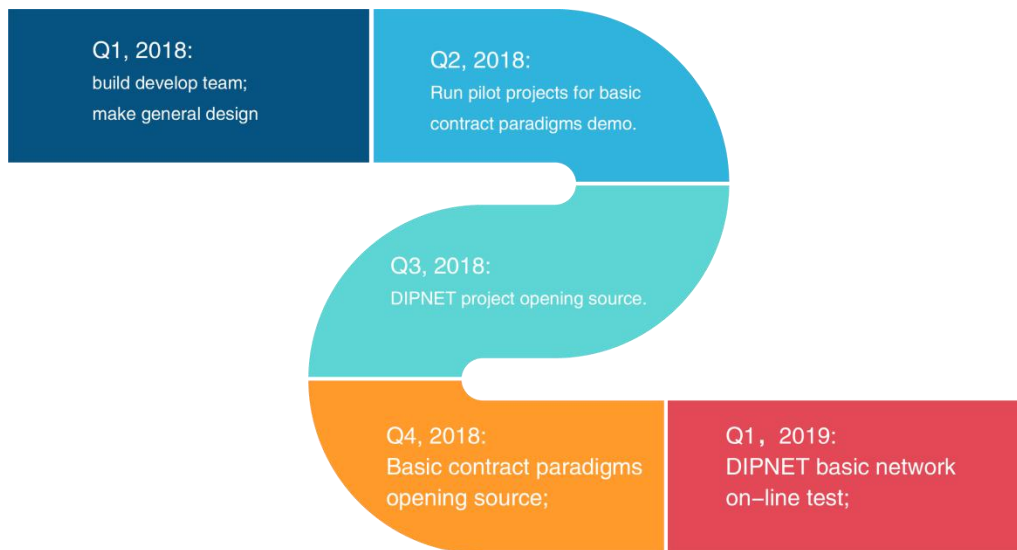 Q1, 2018:
build develop team;
make general design
Q2, 2018:
Run pilot projects for basic
contract paradigms demo.
Q3, 2018:
DIPNET project opening source.
Q4, 2018:
Basic contract paradigms
opening source;
Q1，2019:
DIPNET basic network
on–line test;